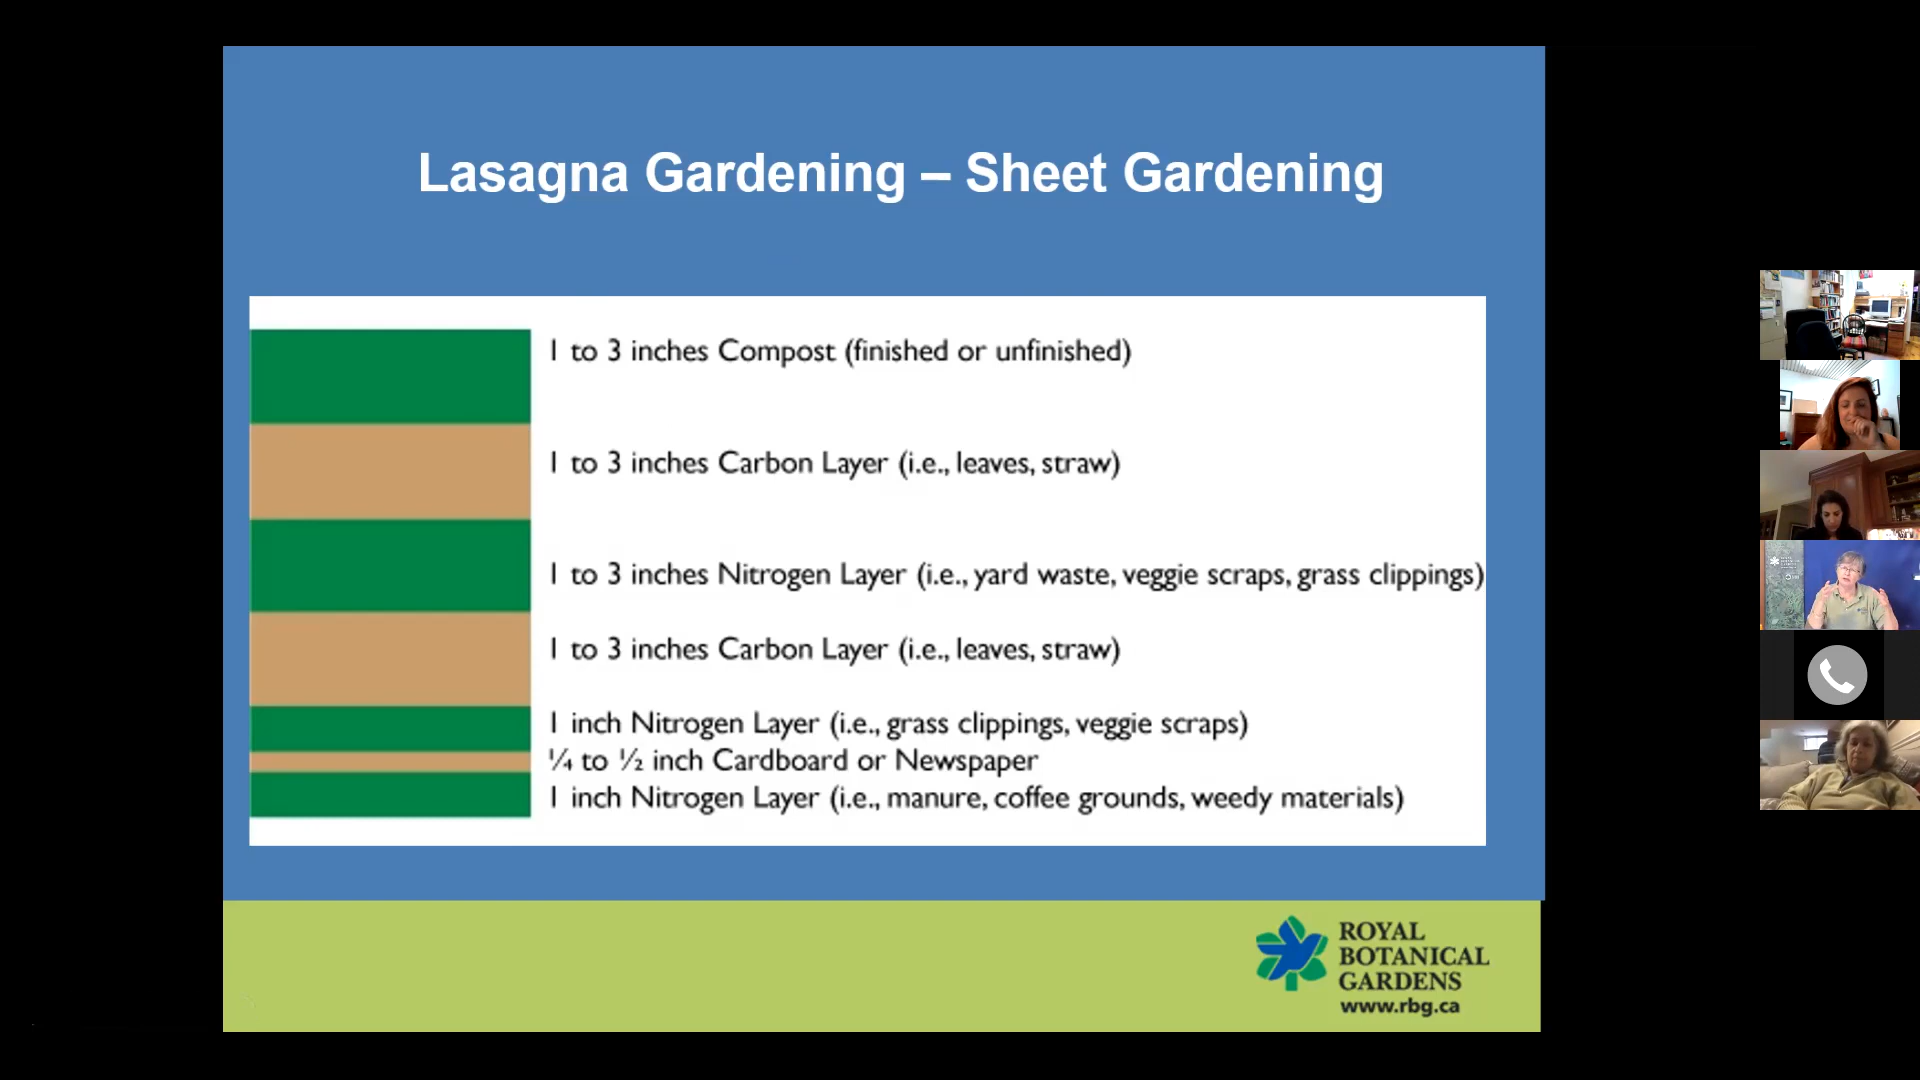 Lasagna Gardening – Sheet Gardening
1 to 3 inches Compost (finished or unfinished)
1 to 3 inches Carbon Layer (i.e., leaves, straw)
1 to 3 inches Nitrogen Layer (i.e., yard waste, veggie scraps, grass clippings)
1 to 3 inches Carbon Layer (i.e., leaves, straw)
1 inch Nitrogen Layer (i.e., grass clippings, veggie scraps)
¼ to ½ inch Cardboard or Newspaper
1 inch Nitrogen Layer (i.e., manure, coffee grounds, weedy materials)
ROYAL
BOTANICAL
GARDENS
www.rbg.ca